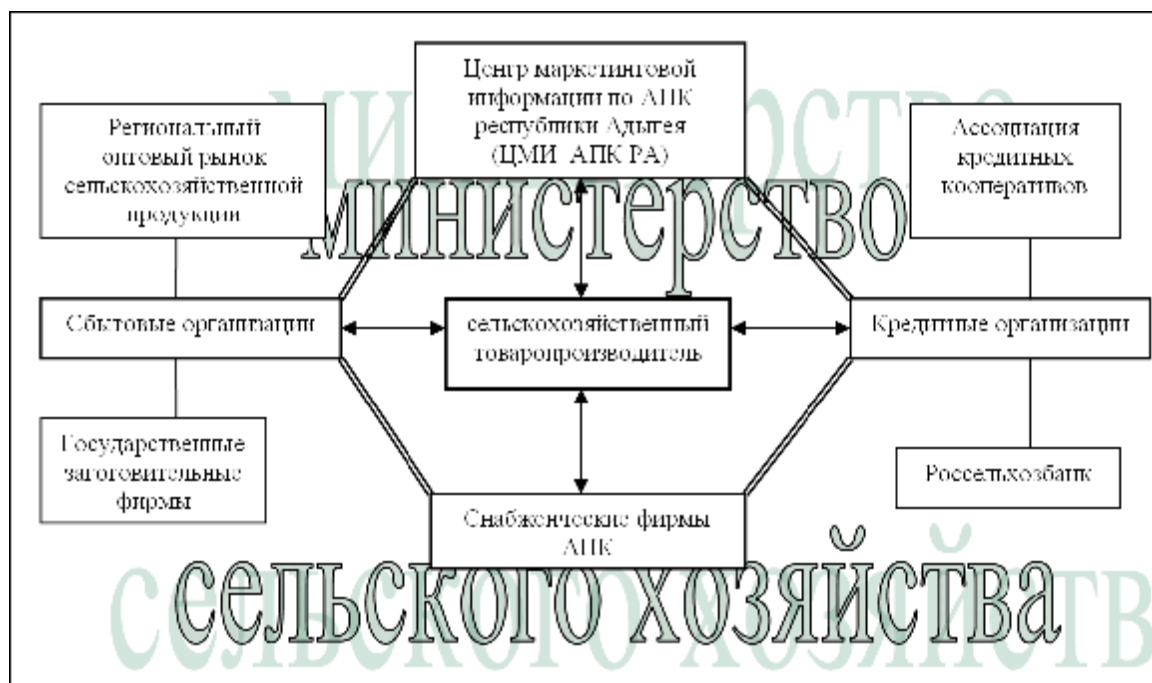 Центр маркетинговой
информации по АПК
республики Адыгея
(ЦМИ АПК РА)
Региональный
оптовый рынок
сельскохозяйственной
продукции
Ассоциация
кредитных
кооперативов
министерство
Сбытовые организации
сельскохозяйственный
товаропроизводитель
Кредитные организации
Государственные
заготовительные
фирмы
Россельхозбанк
Снабженческие фирмы
АПК
сельского хозяйства